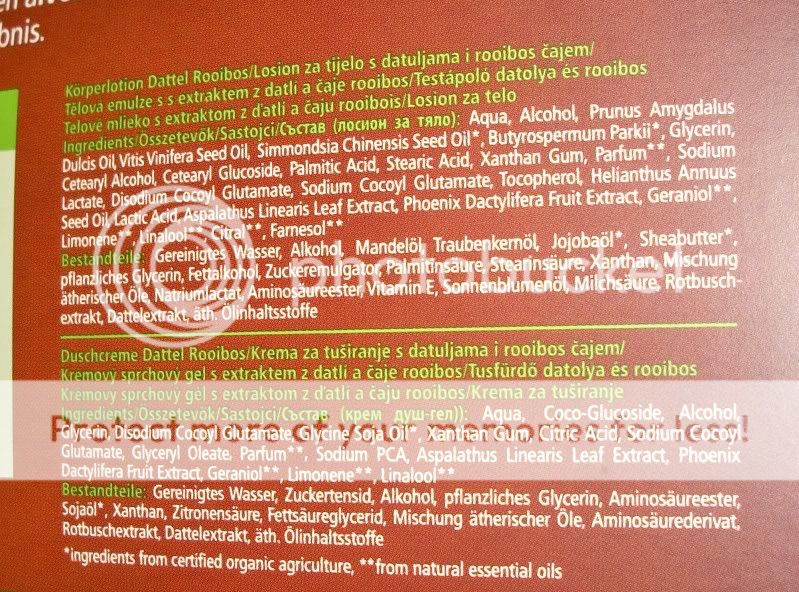 bnis.
Körperlotion Dattel Rooibos/Losion za tijelo s datuljama i rooibos čajem/
Tělova emulze s s extraktem z datlí a čaje rooibos/Testápoló datolya és rooibos
Telové mlieko s extraktom z ďatlí a čaju rooibois/Losion za telo
Ingredients/Összetevők/Sastojci/Състав (лосион за тяло): Aqua, Alcohol, Prunus Amygdalus
Dulcis Oil, Vitis Vinifera Seed Oil, Simmondsia Chinensis Seed Oil*, Butyrospermum Parkii*, Glycerin,
Cetearyl Alcohol, Cetearyl Glucoside, Palmitic Acid, Stearic Acid, Xanthan Gum, Parfum**, Sodium
Lactate, Disodium Cocoyl Glutamate, Sodium Cocoyl Glutamate, Tocopherol, Helianthus Annuus
Seed Oil, Lactic Acid, Aspalathus Linearis Leaf Extract, Phoenix Dactylifera Fruit Extract, Geraniol**,
Limonene**, Linalool**, Citral**, Farnesol**
Bestandteile: Gereinigtes Wasser, Alkohol, Mandelöl, Traubenkernöl, Jojobaöl*, Sheabutter*,
pflanzliches Glycerin, Fettalkohol, Zuckeremulgator, Palmitinsäure, Stearinsäure, Xanthan, Mischung
ätherischer Öle, Natriumlactat, Aminosäureester, Vitamin E, Sonnenblumenöl, Milchsäure, Rotbusch-
extrakt, Dattelextrakt, äth. Ölinhaltsstoffe
Duschcreme Dattel Rooibos/Krema za tuširanje s datuljama i rooibos čajem/
Kremový sprchový gel s extraktem z datlí a čaje rooibos/Tusfürdő datolya és rooibos
Krémový sprchový gél s extraktom z ďatlí a čaju rooibos/Krema za tuširanje
Ingredients/Összetevők/Sastojci/Състав (крем душ-гел)): Aqua, Coco-Glucoside, Alcohol,
Glycerin, Disodium Cocoyl Glutamate, Glycine Soja Oil*, Xanthan Gum, Citric Acid, Sodium Cocoyl
Glutamate, Glyceryl Oleate, Parfum**, Sodium PCA, Aspalathus Linearis Leaf Extract, Phoenix
Dactylifera Fruit Extract, Geraniol**, Limonene**, Linalool**
Bestandteile: Gereinigtes Wasser, Zuckertensid, Alkohol, pflanzliches Glycerin, Aminosäureester,
Sojaöl*, Xanthan, Zitronensäure, Fettsäureglycerid, Mischung ätherischer Öle, Aminosäurederivat,
Rotbuschextrakt, Dattelextrakt, äth. Ölinhaltsstoffe
*ingredients from certified organic agriculture, **from natural essential oils
photobucket
Protect more of your memories for less!